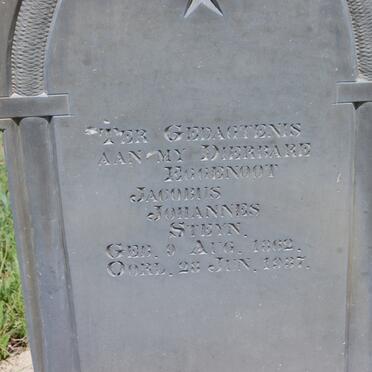 TER GEDAGTENIS
AAN MY DIERBARE
EGGENOOT
JACOBUS
JOHANNES
STEYN.
GEB. 9 AUG. 1862.
OORL. 28 JUN. 1937.